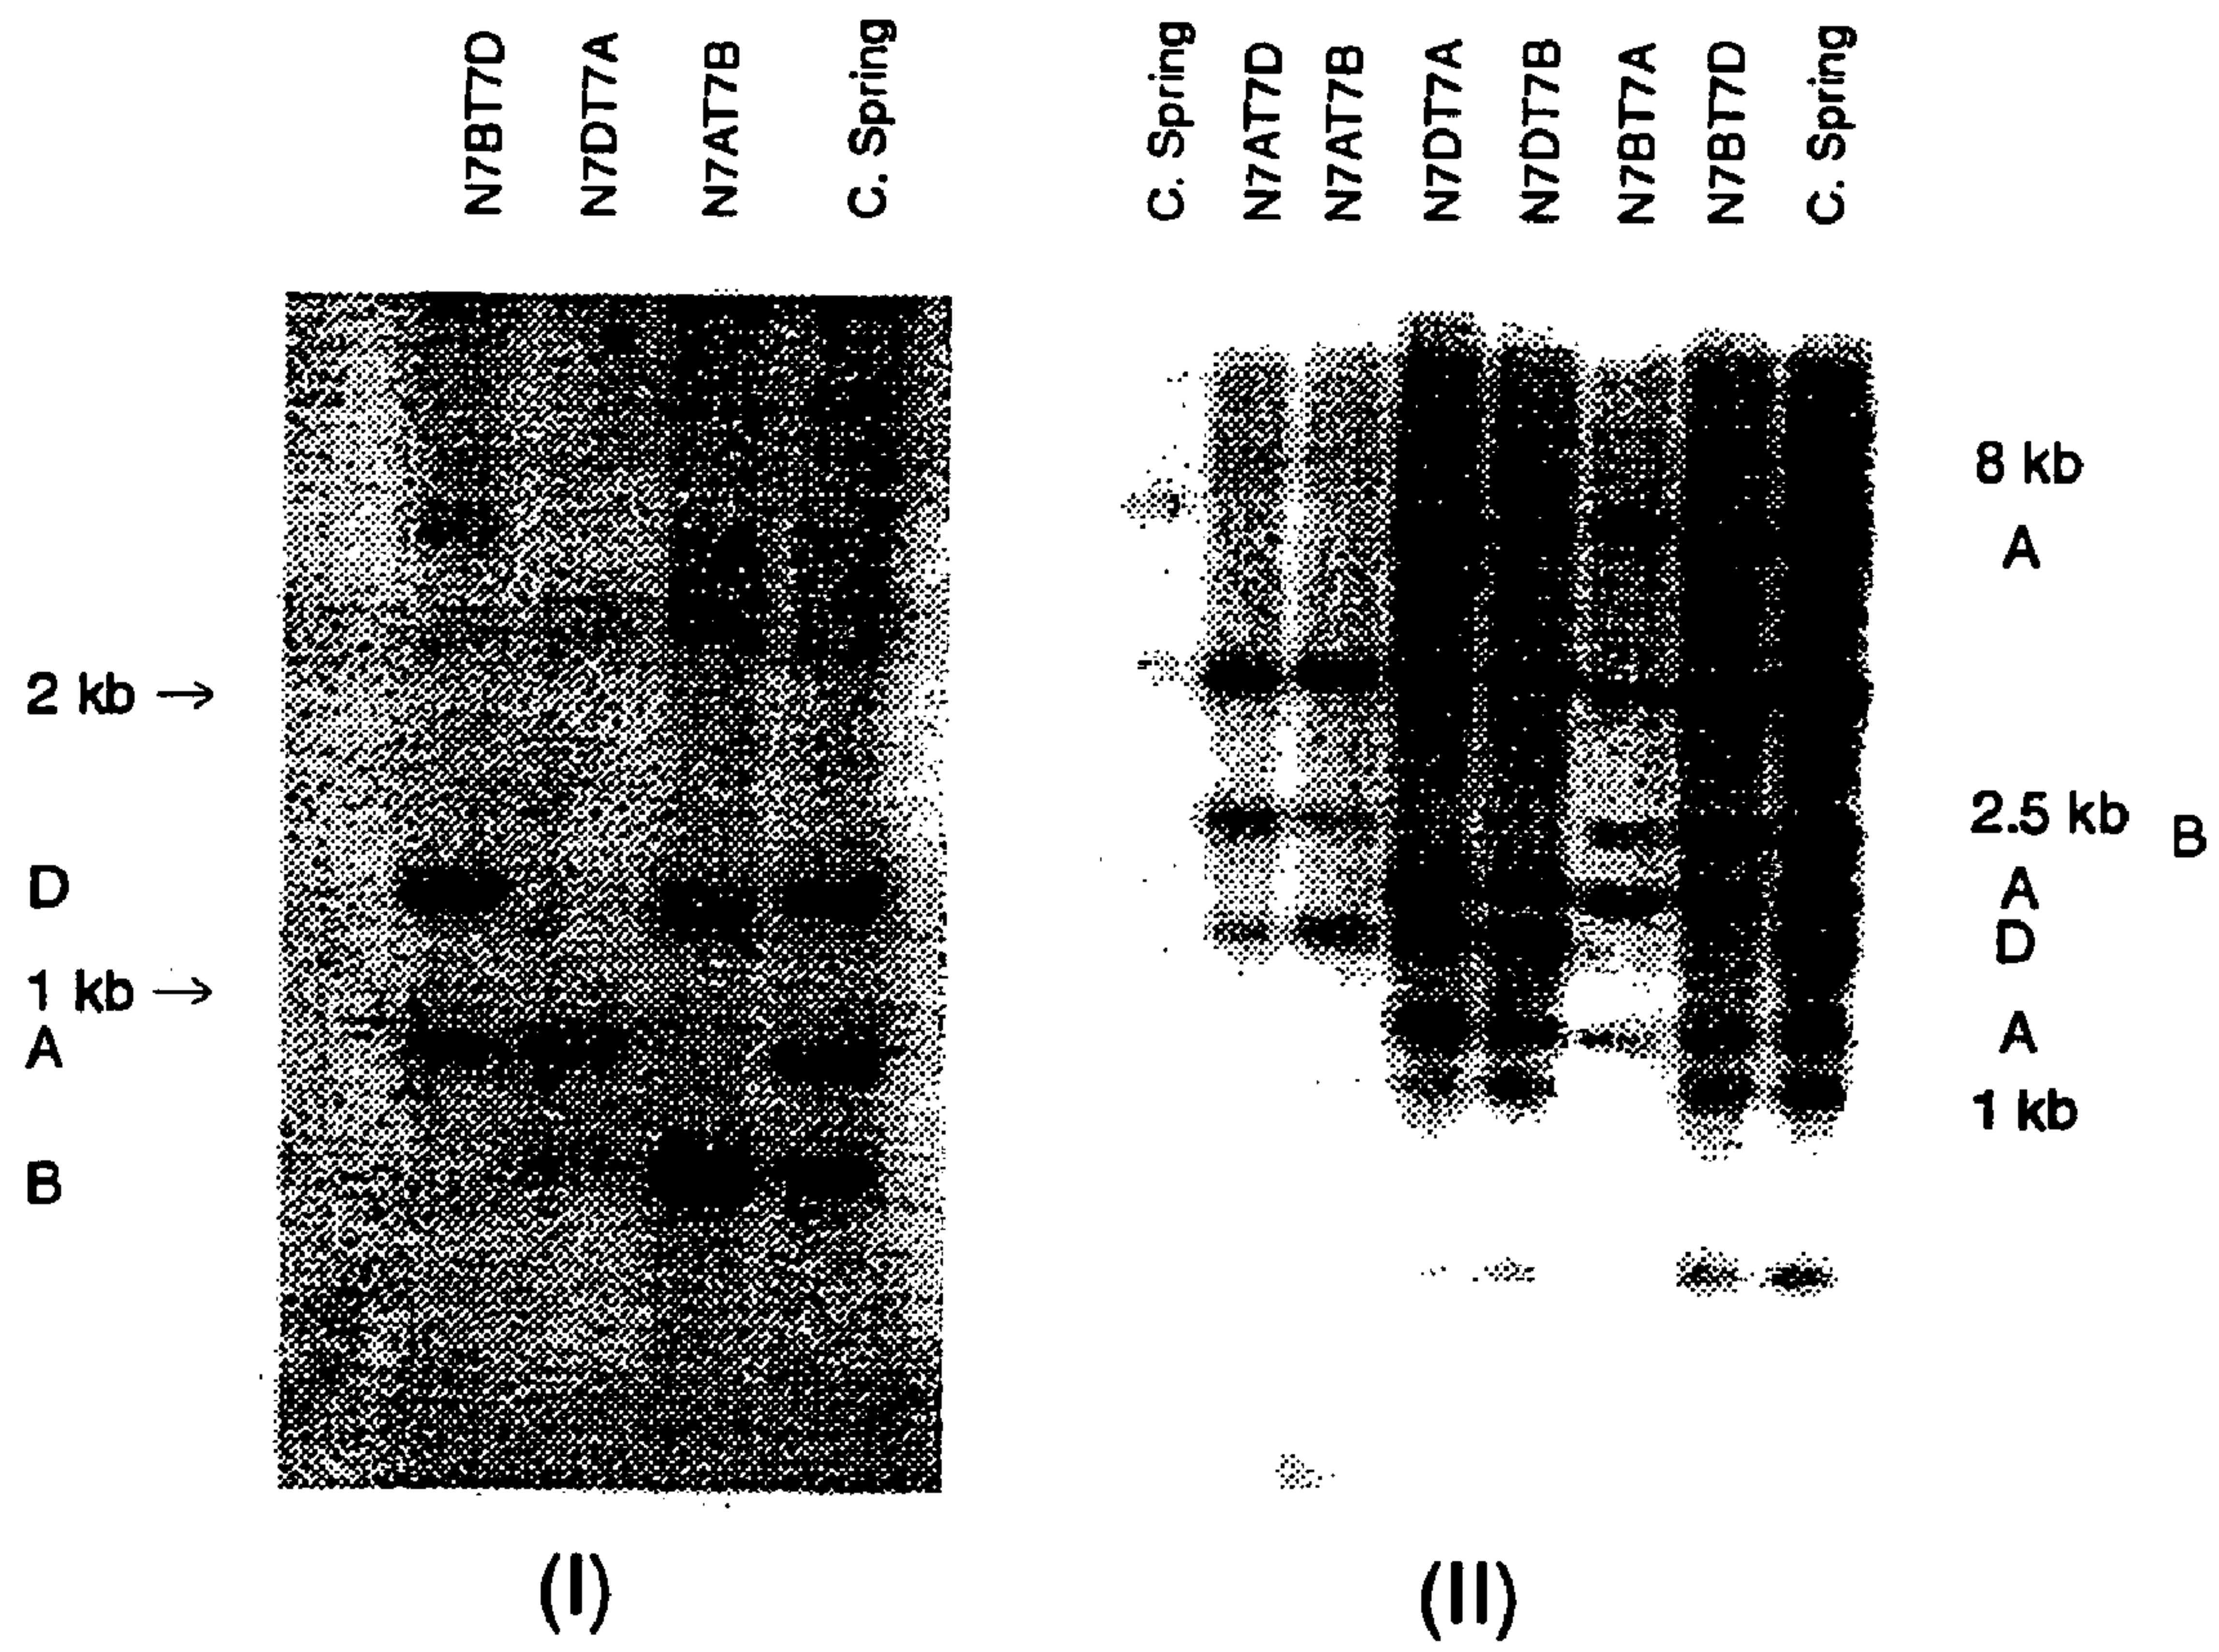 N7BT7D
N7DT7A
N7AT7B
C. Spring
C. Spring
N7AT7D
N7AT7B
N7DT7A
N7DT7B
N7BT7A
N7BT7D
C. Spring
2 kb →
D
1 kb →
A
B
8 kb
A
2.5 kb B
A
D
A
1 kb
(I)
(II)